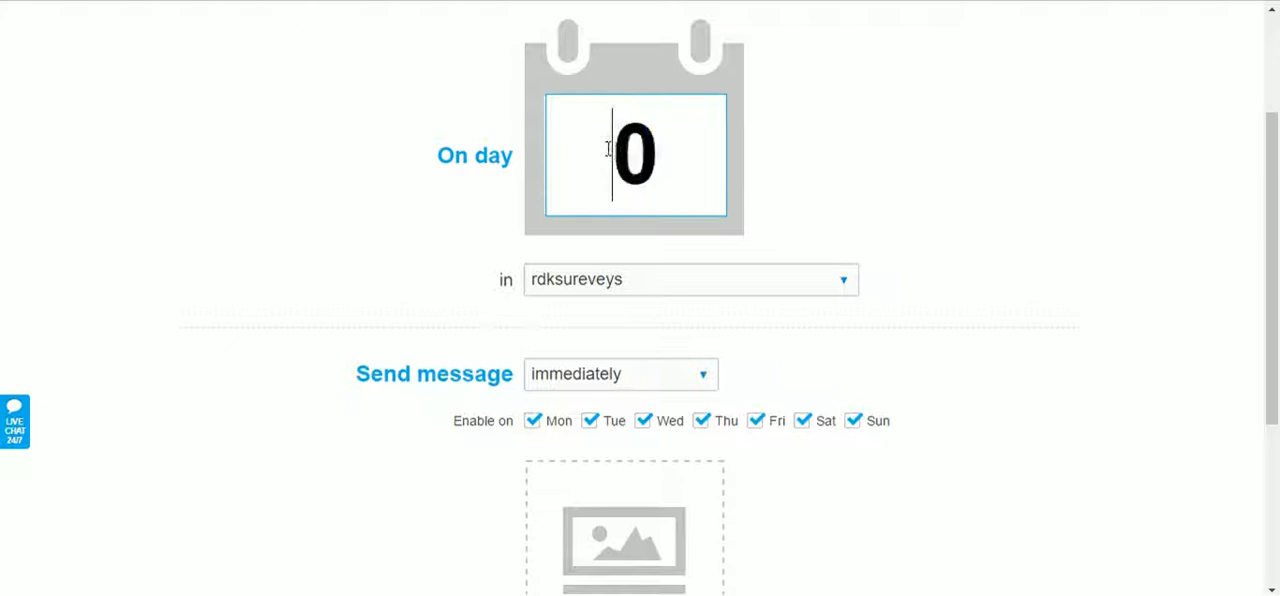 On day
0
in rdksureveys
Send message immediately
Enable on Mon Tue Wed Thu Fri Sat Sun
LIVE
CHAT
24/7